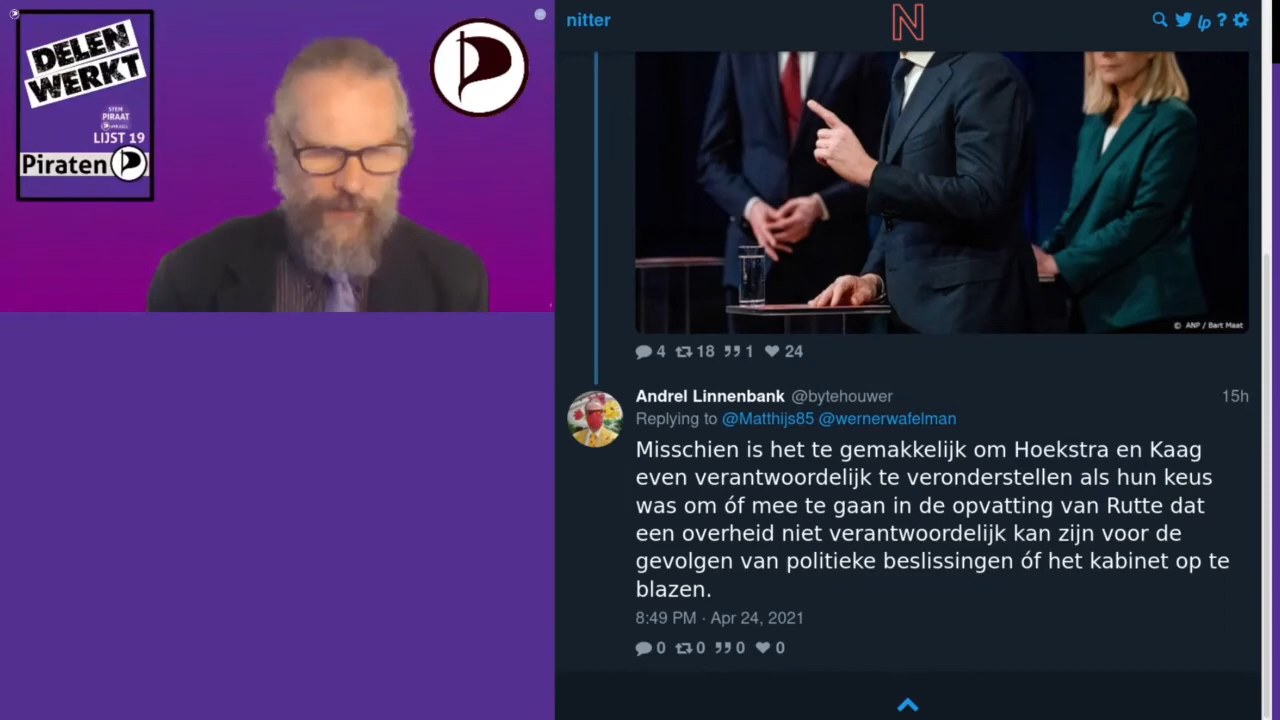 DELEN
WERKT
STEM
PIRAAT
LIJST 19
Piraten
nitter
N
© ANP / Bart Maat
4 18 1 24
Andrel Linnenbank @bytehouwer 15h
Replying to @Matthijs85 @wernerwafelman
Misschien is het te gemakkelijk om Hoekstra en Kaag
even verantwoordelijk te veronderstellen als hun keus
was om óf mee te gaan in de opvatting van Rutte dat
een overheid niet verantwoordelijk kan zijn voor de
gevolgen van politieke beslissingen óf het kabinet op te
blazen.
8:49 PM · Apr 24, 2021
0 0 0 0